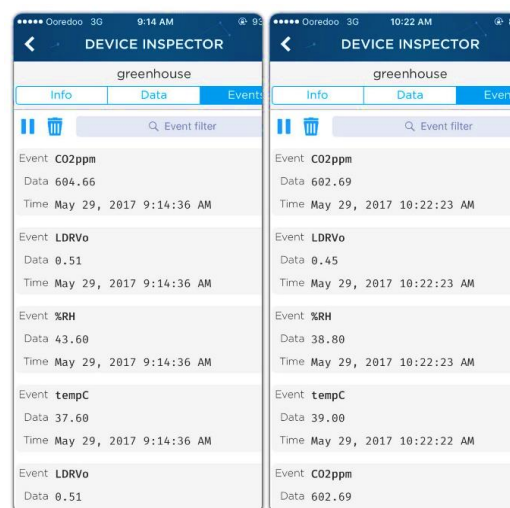 Ooredoo 3G 9:14 AM 93
DEVICE INSPECTOR
greenhouse
Info Data Events
Event filter
Event CO2ppm
Data 604.66
Time May 29, 2017 9:14:36 AM
Event LDRVo
Data 0.51
Time May 29, 2017 9:14:36 AM
Event %RH
Data 43.60
Time May 29, 2017 9:14:36 AM
Event tempC
Data 37.60
Time May 29, 2017 9:14:36 AM
Event LDRVo
Data 0.51
Ooredoo 3G 10:22 AM
DEVICE INSPECTOR
greenhouse
Info Data Even
Event filter
Event CO2ppm
Data 602.69
Time May 29, 2017 10:22:23 AM
Event LDRVo
Data 0.45
Time May 29, 2017 10:22:23 AM
Event %RH
Data 38.80
Time May 29, 2017 10:22:23 AM
Event tempC
Data 39.00
Time May 29, 2017 10:22:22 AM
Event CO2ppm
Data 602.69